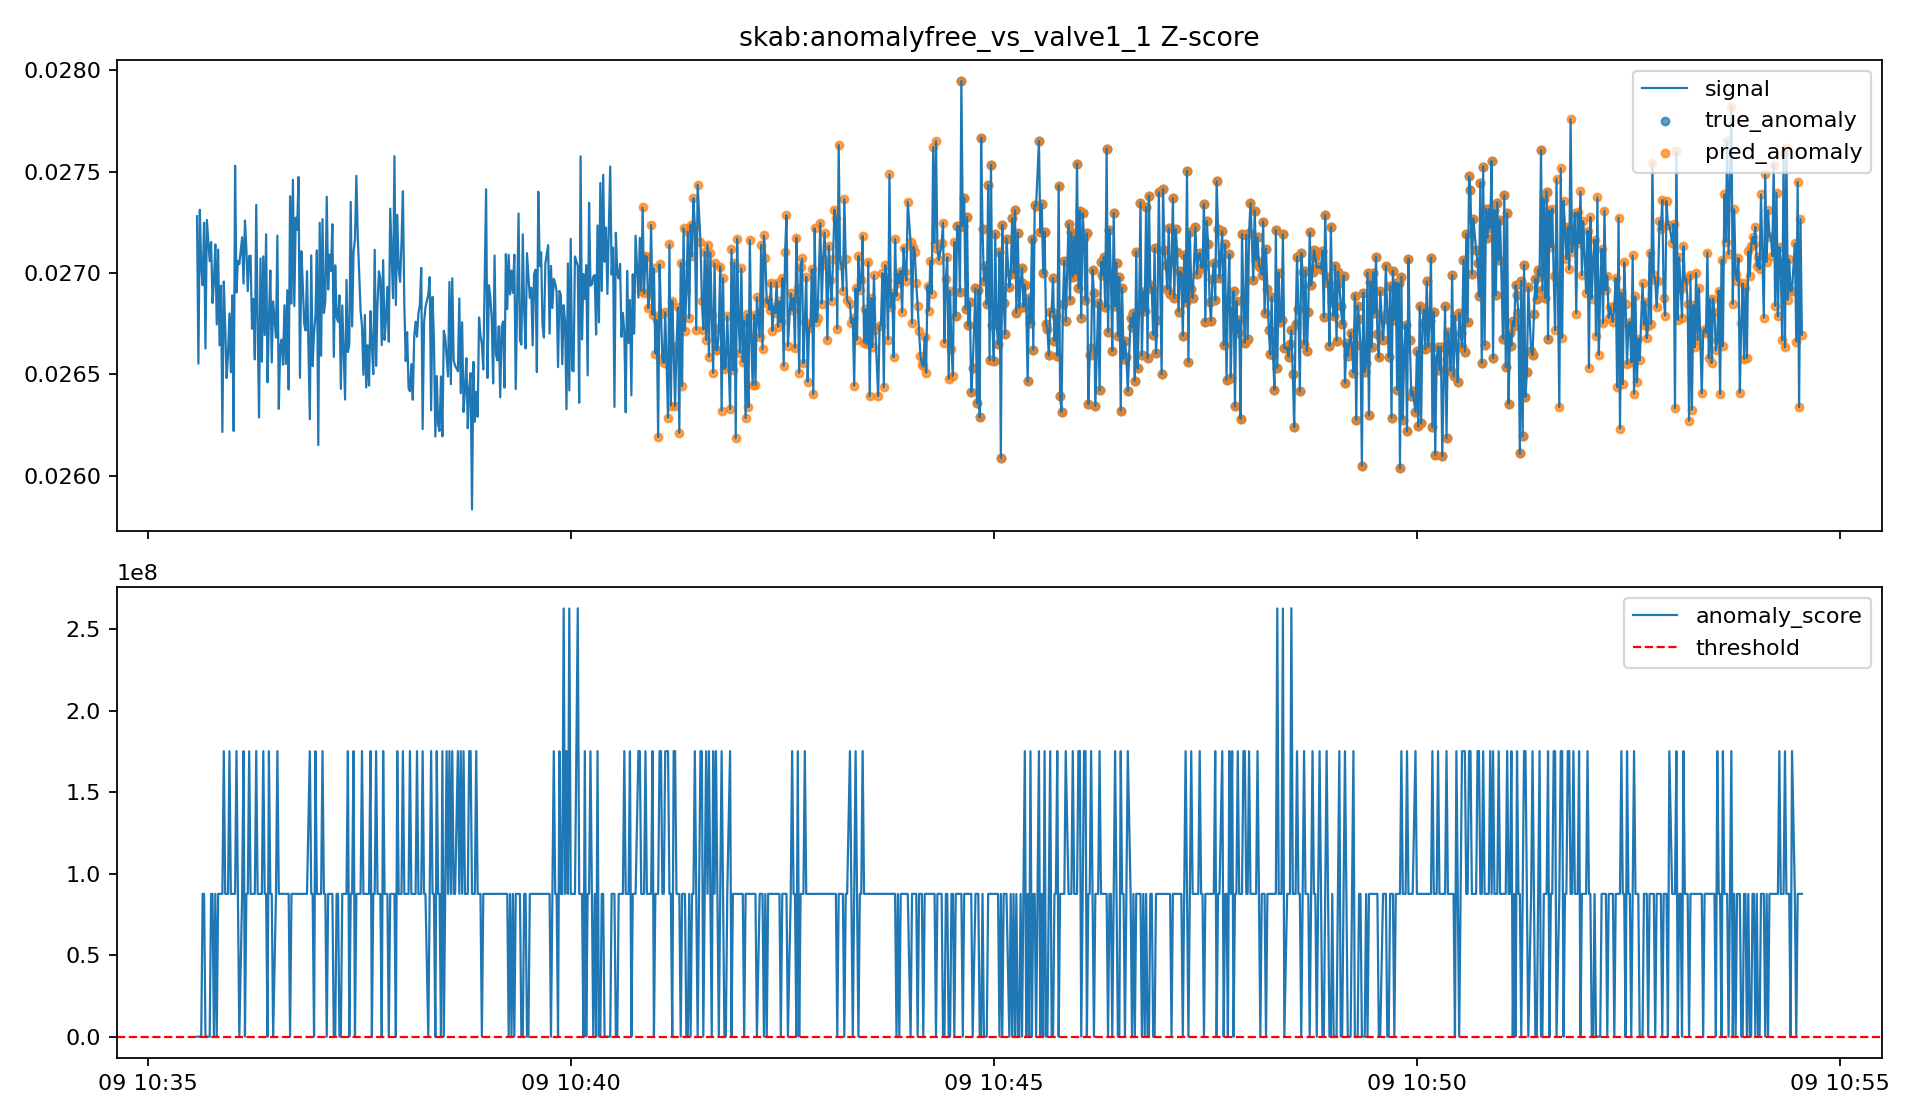 skab:anomalyfree_vs_valve1_1 Z-score
0.0280
0.0275
0.0270
0.0265
0.0260
signal
true_anomaly
pred_anomaly
1e8
2.5
2.0
1.5
1.0
0.5
0.0
anomaly_score
threshold
09 10:35
09 10:40
09 10:45
09 10:50
09 10:55